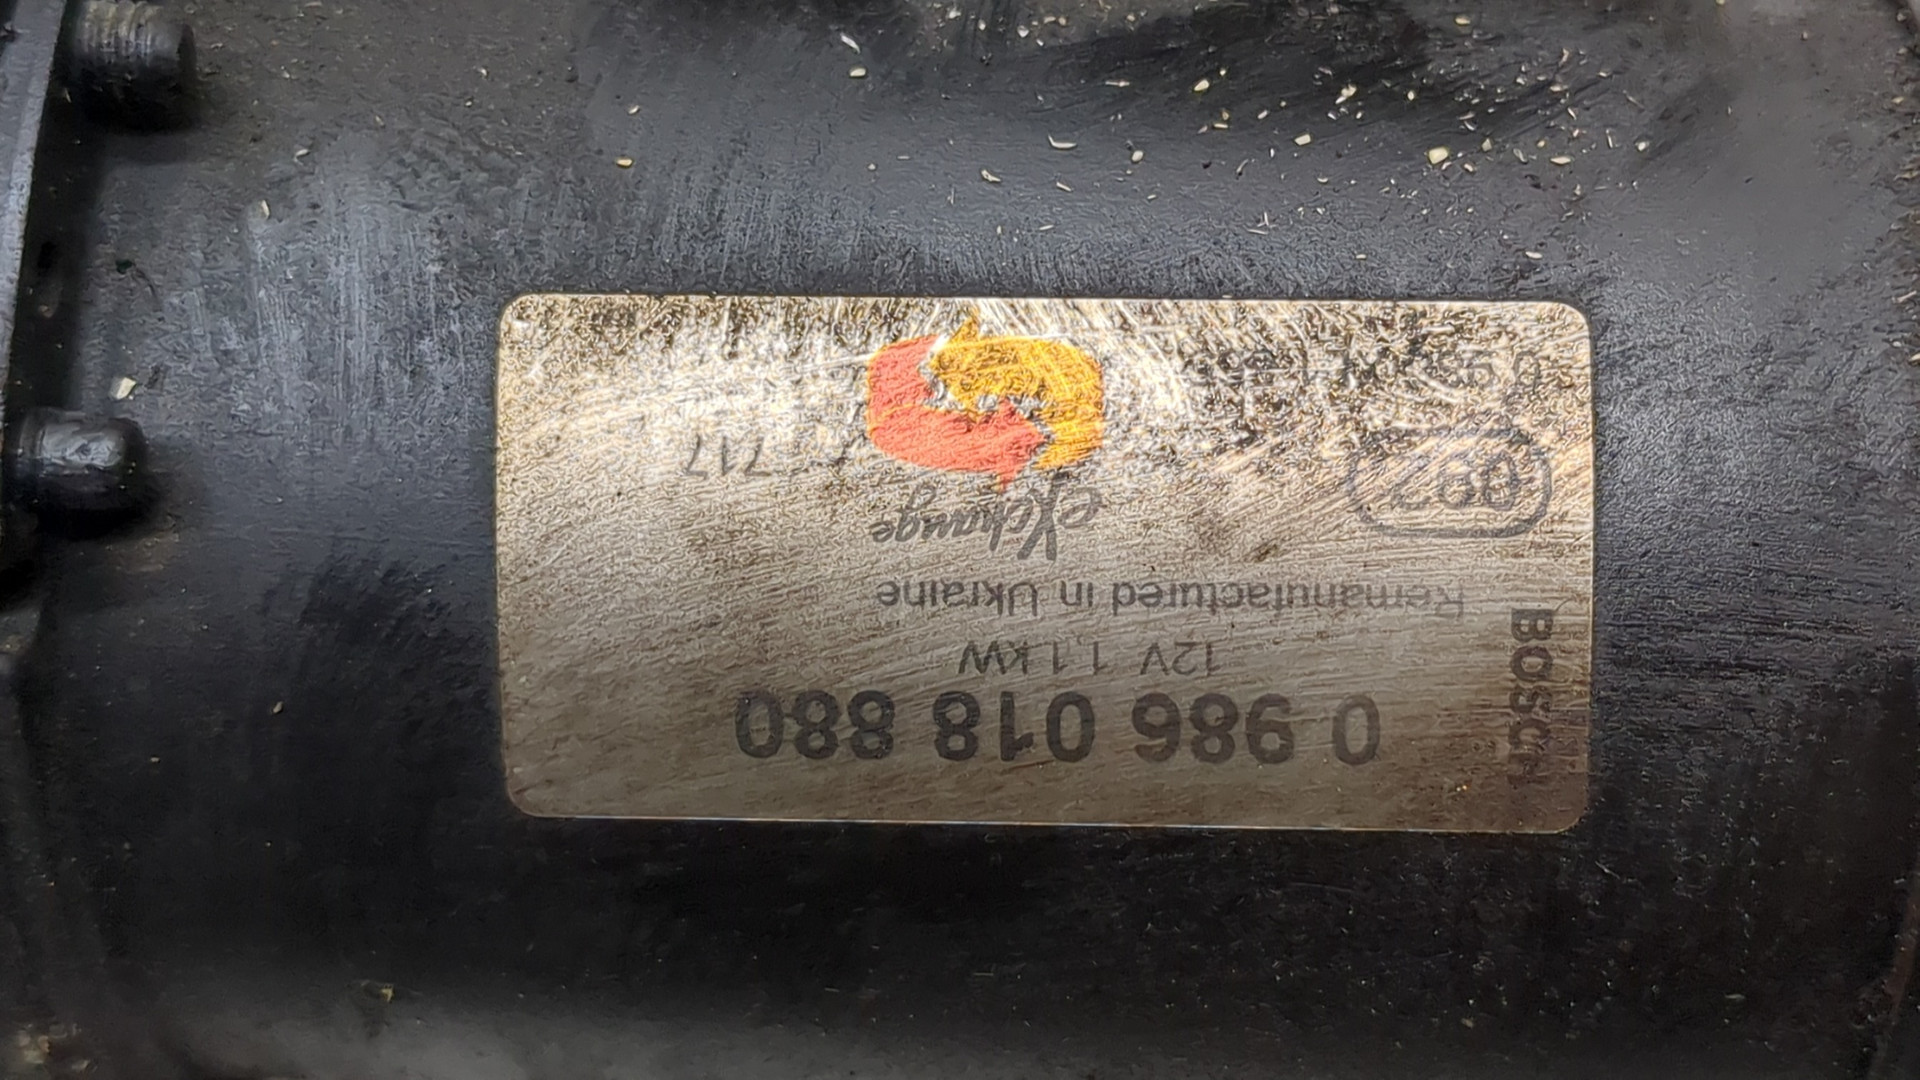 BOSCH
0 986 018 880
12V 1.1 kW
Remanufactured in Ukraine
eXchange
717